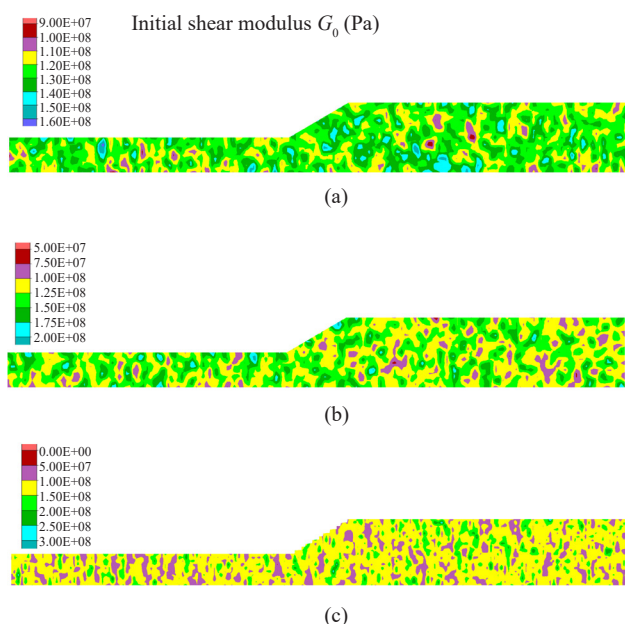 Initial shear modulus G₀ (Pa)
9.00E+07
1.00E+08
1.10E+08
1.20E+08
1.30E+08
1.40E+08
1.50E+08
1.60E+08
(a)
5.00E+07
7.50E+07
1.00E+08
1.25E+08
1.50E+08
1.75E+08
2.00E+08
(b)
0.00E+00
5.00E+07
1.00E+08
1.50E+08
2.00E+08
2.50E+08
3.00E+08
(c)